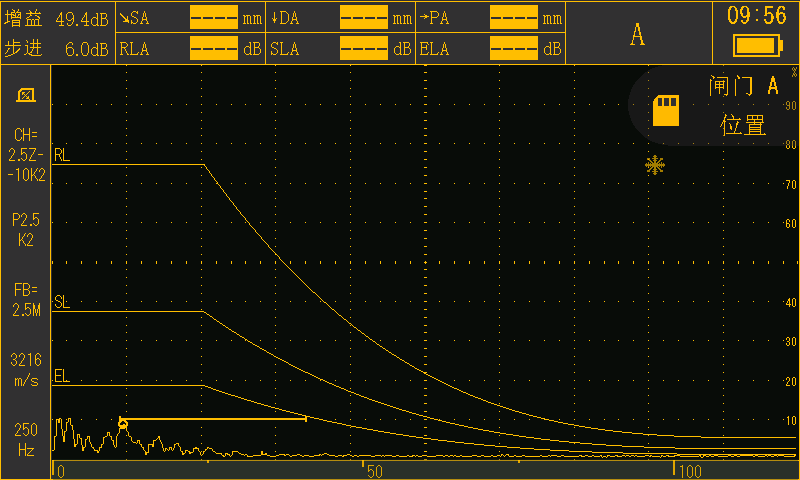 增益 49.4dB
↘SA ---- mm
↓DA ---- mm
→PA ---- mm
A
09:56
步进 6.0dB
RLA ---- dB
SLA ---- dB
ELA ---- dB
闸门 A
位置
CH=
2.5Z-
-10K2
P2.5
K2
FB=
2.5M
3216
m/s
250
Hz
RL
SL
EL
%
90
80
70
60
50
40
30
20
10
0
50
100